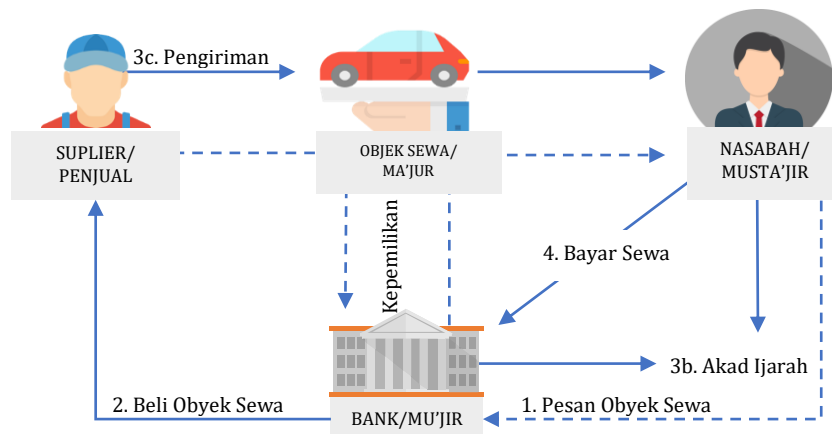 3c. Pengiriman
SUPLIER/
PENJUAL
OBJEK SEWA/
MA’JUR
NASABAH/
MUSTA’JIR
Kepemilikan
4. Bayar Sewa
3b. Akad Ijarah
2. Beli Obyek Sewa
BANK/MU’JIR
1. Pesan Obyek Sewa